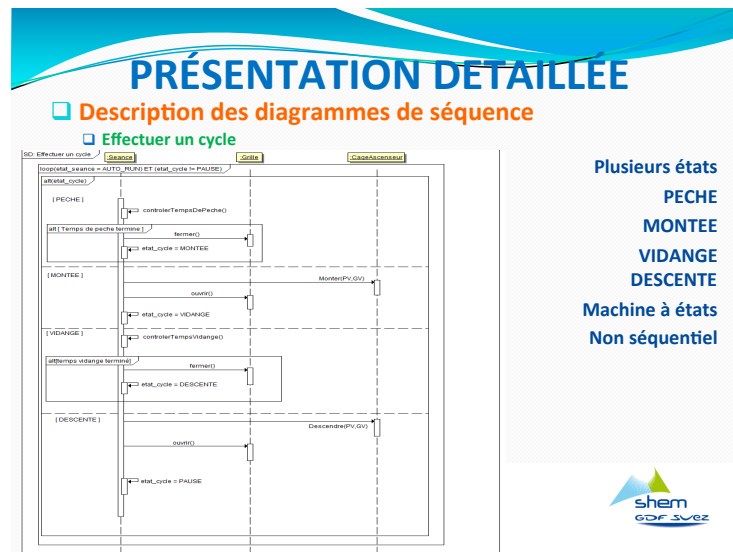 PRÉSENTATION DETAILLÉE
Description des diagrammes de séquence
Effectuer un cycle
SD: Effectuer un cycle
:Seance
:Grille
:CageAscenseur
loop(etat_seance = AUTO_RUN) ET (etat_cycle != PAUSE)
alt(etat_cycle)
[ PECHE ]
controlerTempsDePeche()
alt [ Temps de peche termine ]
fermer()
etat_cycle = MONTEE
[ MONTEE ]
Monter(PV,GV)
ouvrir()
etat_cycle = VIDANGE
[ VIDANGE ]
controlerTempsVidange()
alt[temps vidange terminé]
fermer()
etat_cycle = DESCENTE
[ DESCENTE ]
Descendre(PV,GV)
ouvrir()
etat_cycle = PAUSE
Plusieurs états
PECHE
MONTEE
VIDANGE
DESCENTE
Machine à états
Non séquentiel
shem
GDF SUEZ